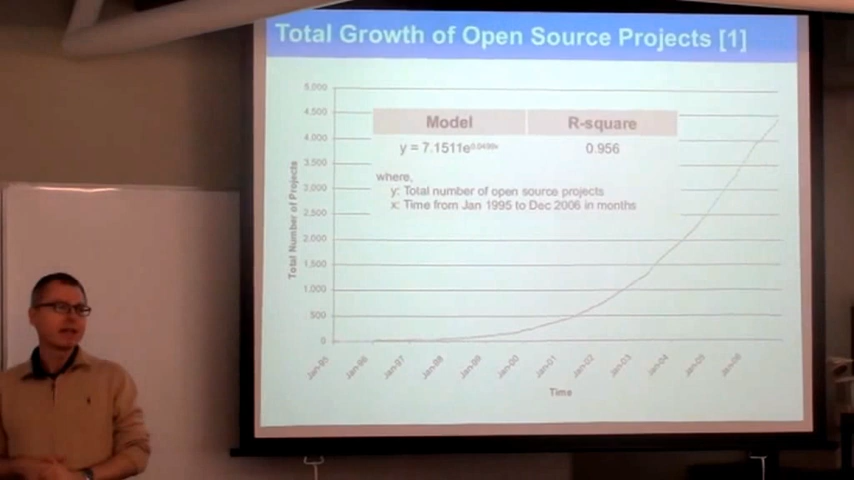 Total Growth of Open Source Projects [1]
5,000
4,500
4,000
3,500
3,000
2,500
2,000
1,500
1,000
500
0
Total Number of Projects
Model R-square
y = 7.1511e 0.956
where,
y: Total number of open source projects
x: Time from Jan 1995 to Dec 2006 in months
Jan-95 Jan-96 Jan-97 Jan-98 Jan-99 Jan-00 Jan-01 Jan-02 Jan-03 Jan-04 Jan-05 Jan-06
Time